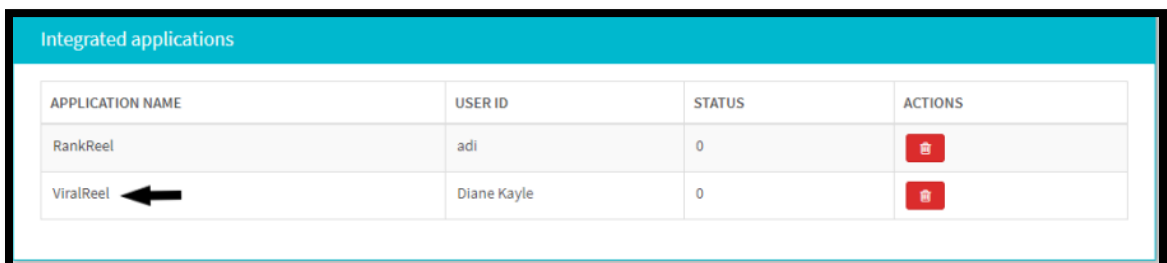 Integrated applications
APPLICATION NAME USER ID STATUS ACTIONS
RankReel adi 0
ViralReel Diane Kayle 0